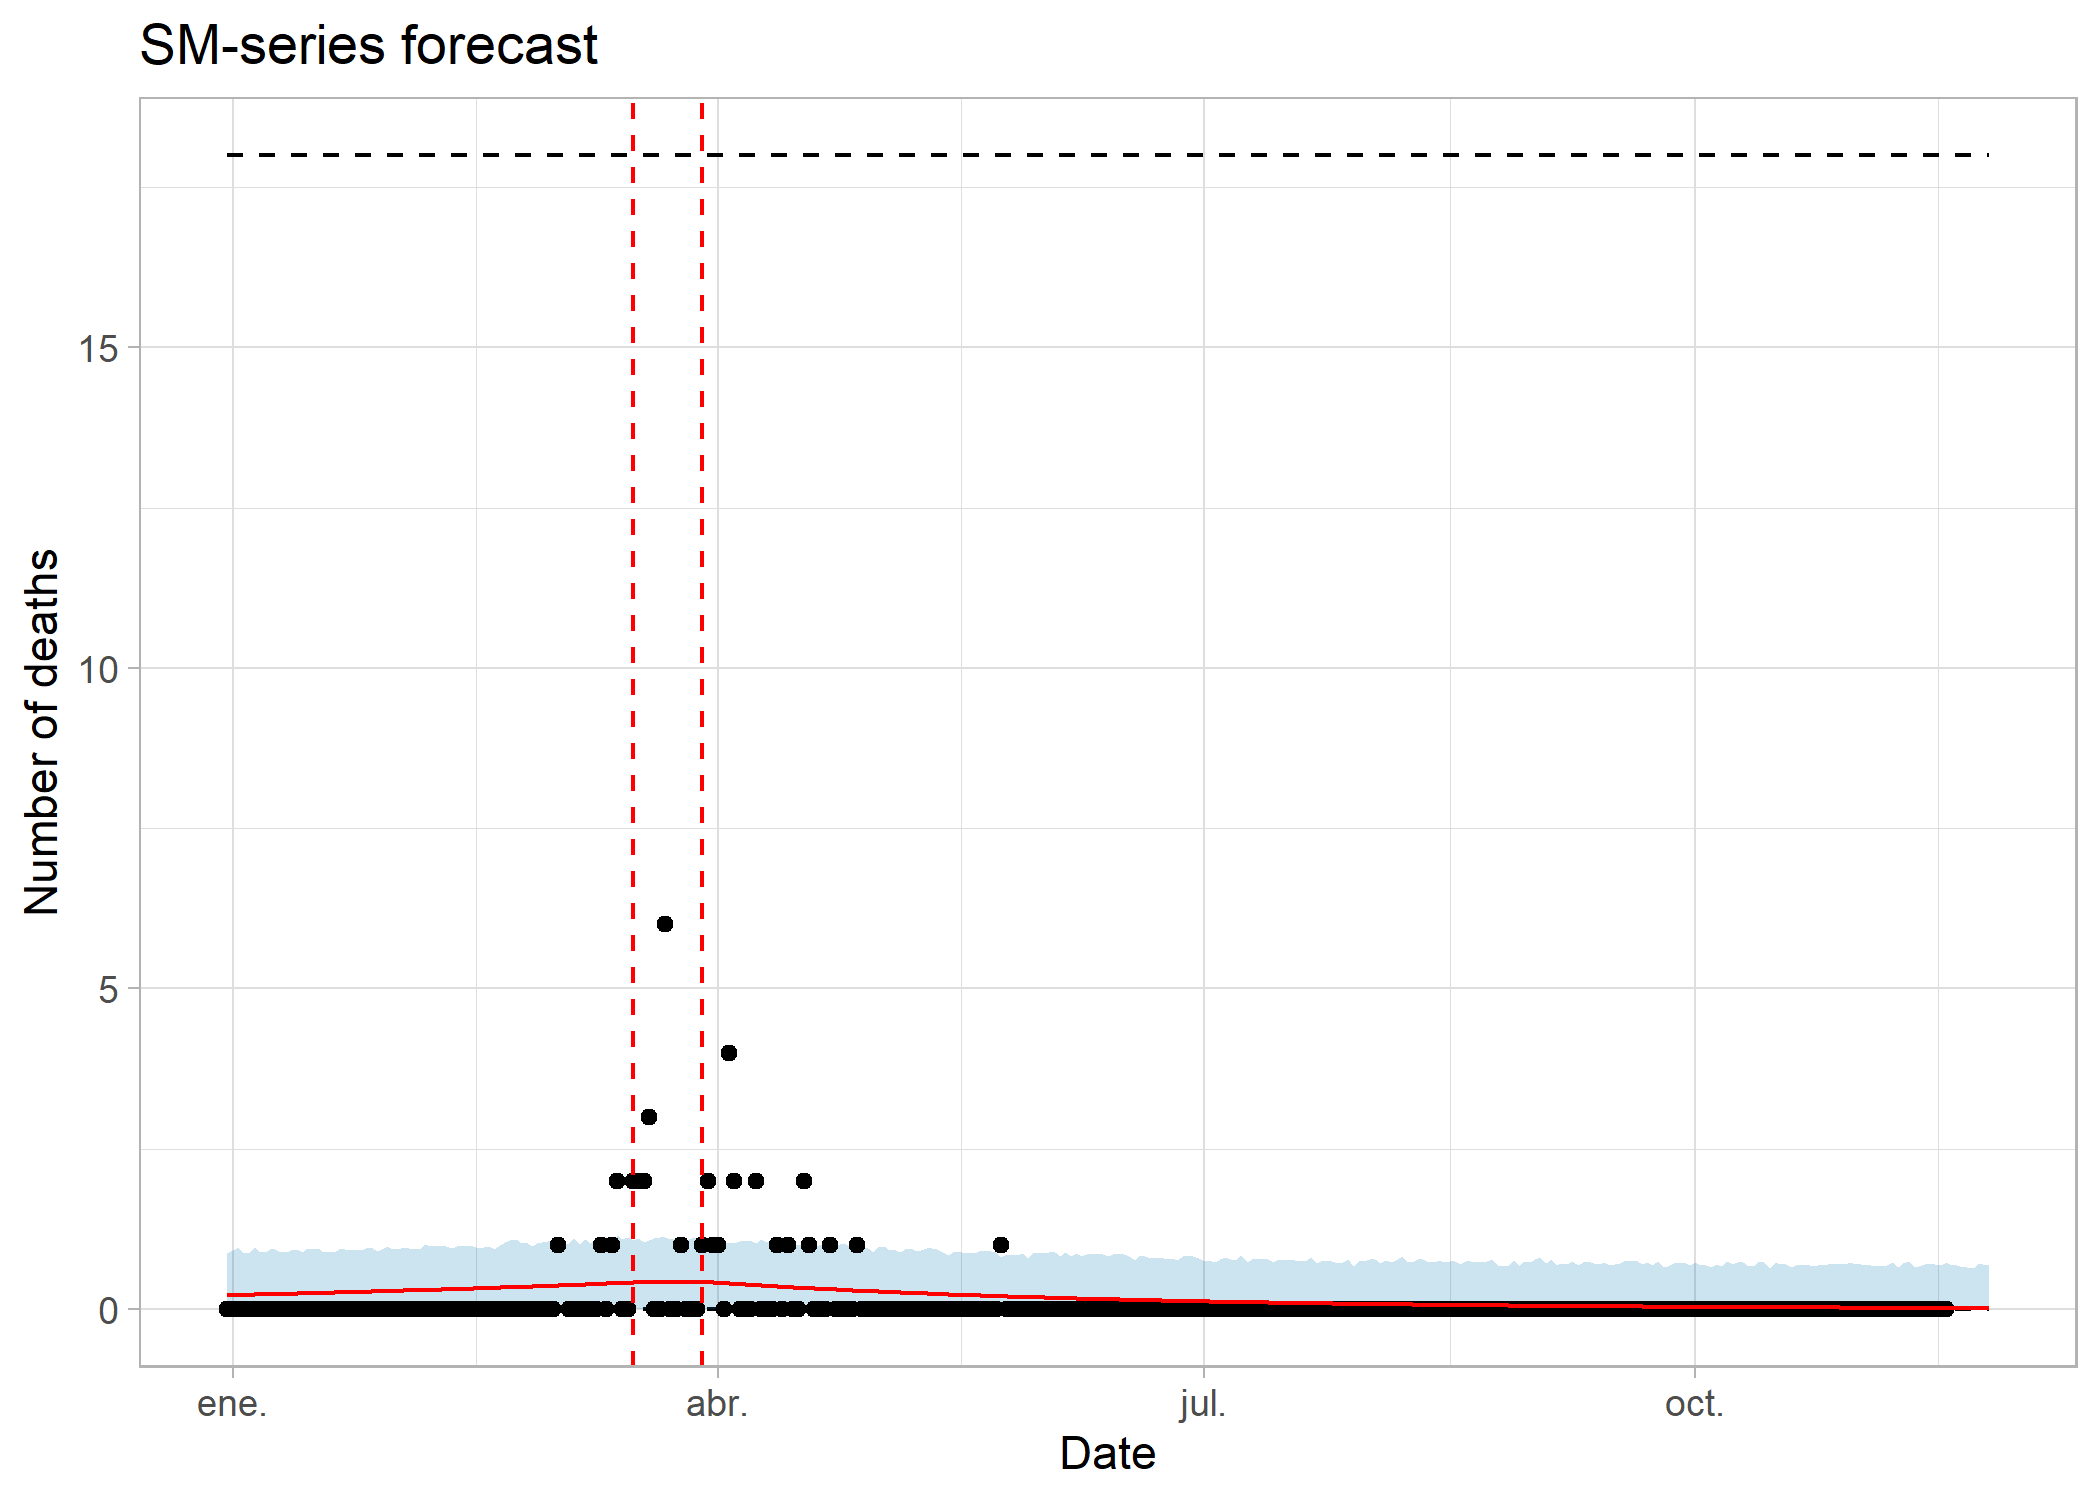 SM-series forecast
Number of deaths
15
10
5
0
ene.
abr.
jul.
oct.
Date